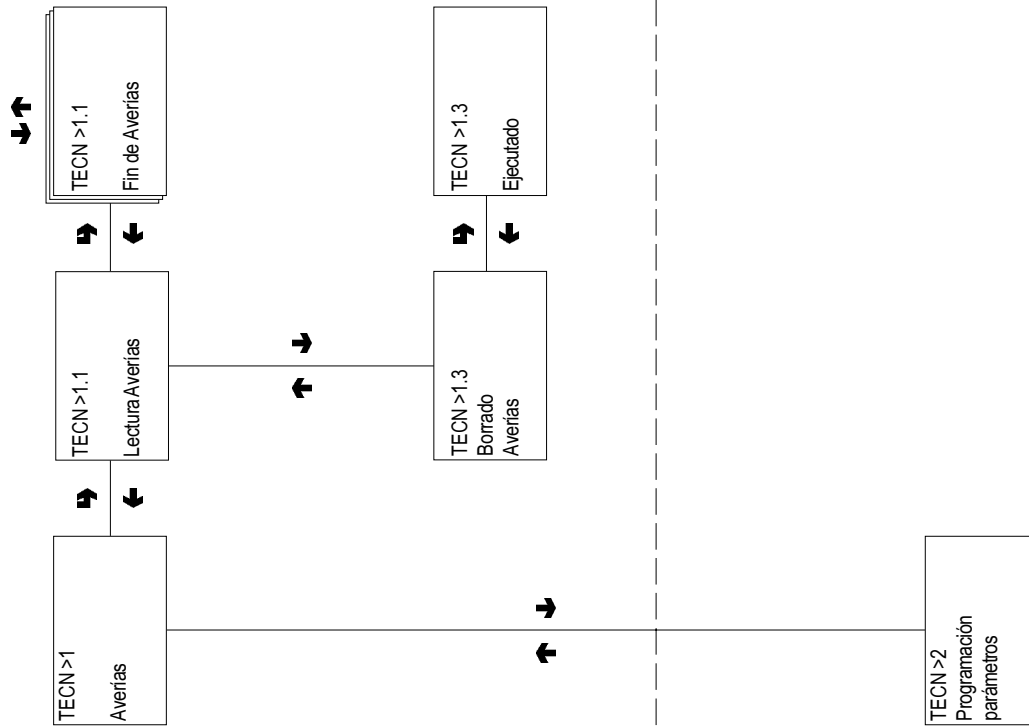 TECN >1
Averías
TECN >1.1
Lectura Averías
TECN >1.1
Fin de Averías
TECN >1.3
Borrado
Averías
TECN >1.3
Ejecutado
TECN >2
Programación
parámetros